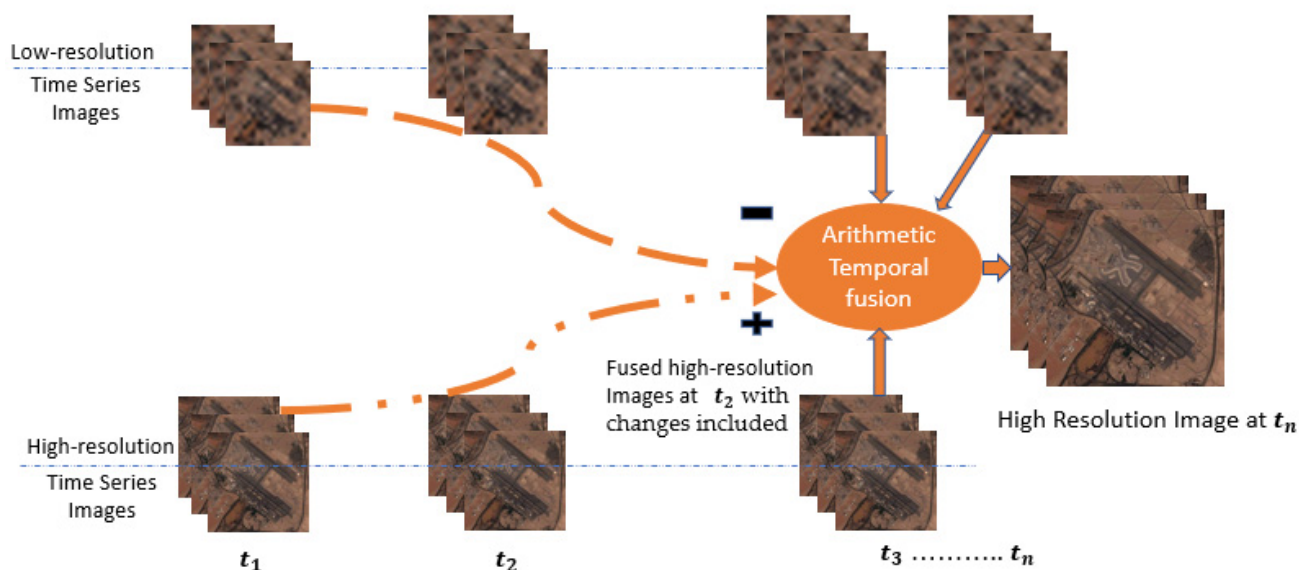 Low-resolution
Time Series
Images
Arithmetic
Temporal
fusion
−
+
Fused high-resolution
Images at t₂ with
changes included
High Resolution Image at tₙ
High-resolution
Time Series
Images
t₁
t₂
t₃ ……….. tₙ